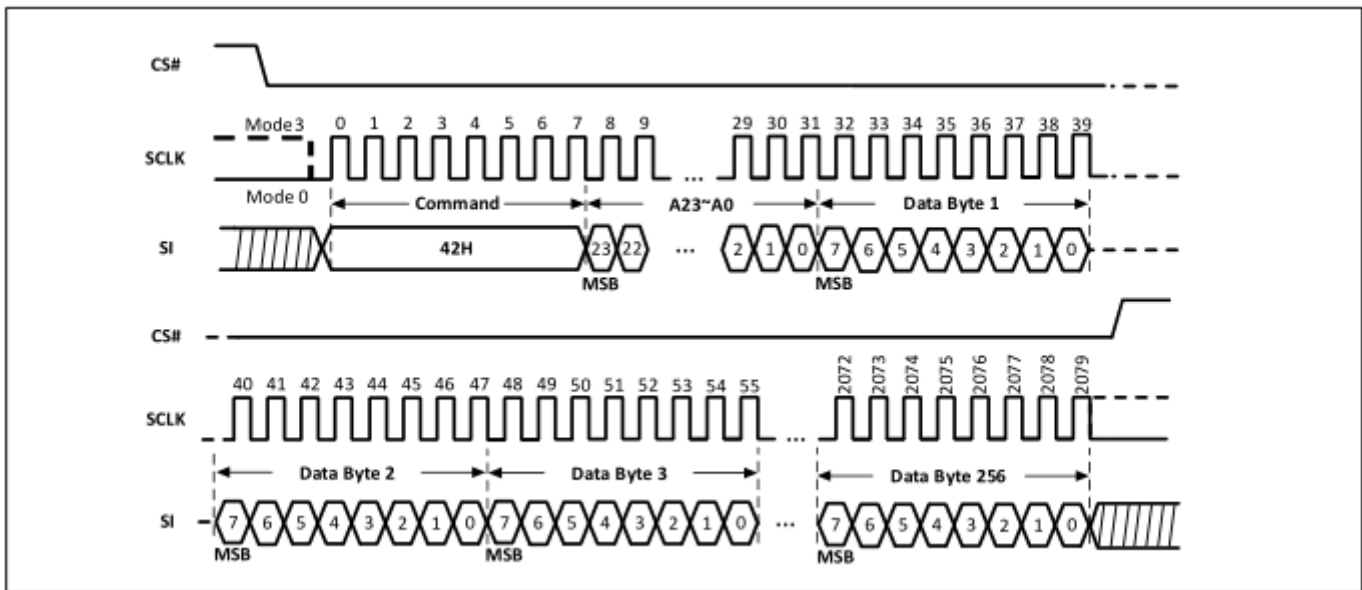 CS#
Mode 3 0 1 2 3 4 5 6 7 8 9 29 30 31 32 33 34 35 36 37 38 39
SCLK ...
Mode 0 Command A23~A0 Data Byte 1
SI 42H 23 22 ... 2 1 0 7 6 5 4 3 2 1 0
MSB MSB
CS#
40 41 42 43 44 45 46 47 48 49 50 51 52 53 54 55 2072 2073 2074 2075 2076 2077 2078 2079
SCLK ...
Data Byte 2 Data Byte 3 Data Byte 256
SI 7 6 5 4 3 2 1 0 7 6 5 4 3 2 1 0 ... 7 6 5 4 3 2 1 0
MSB MSB MSB